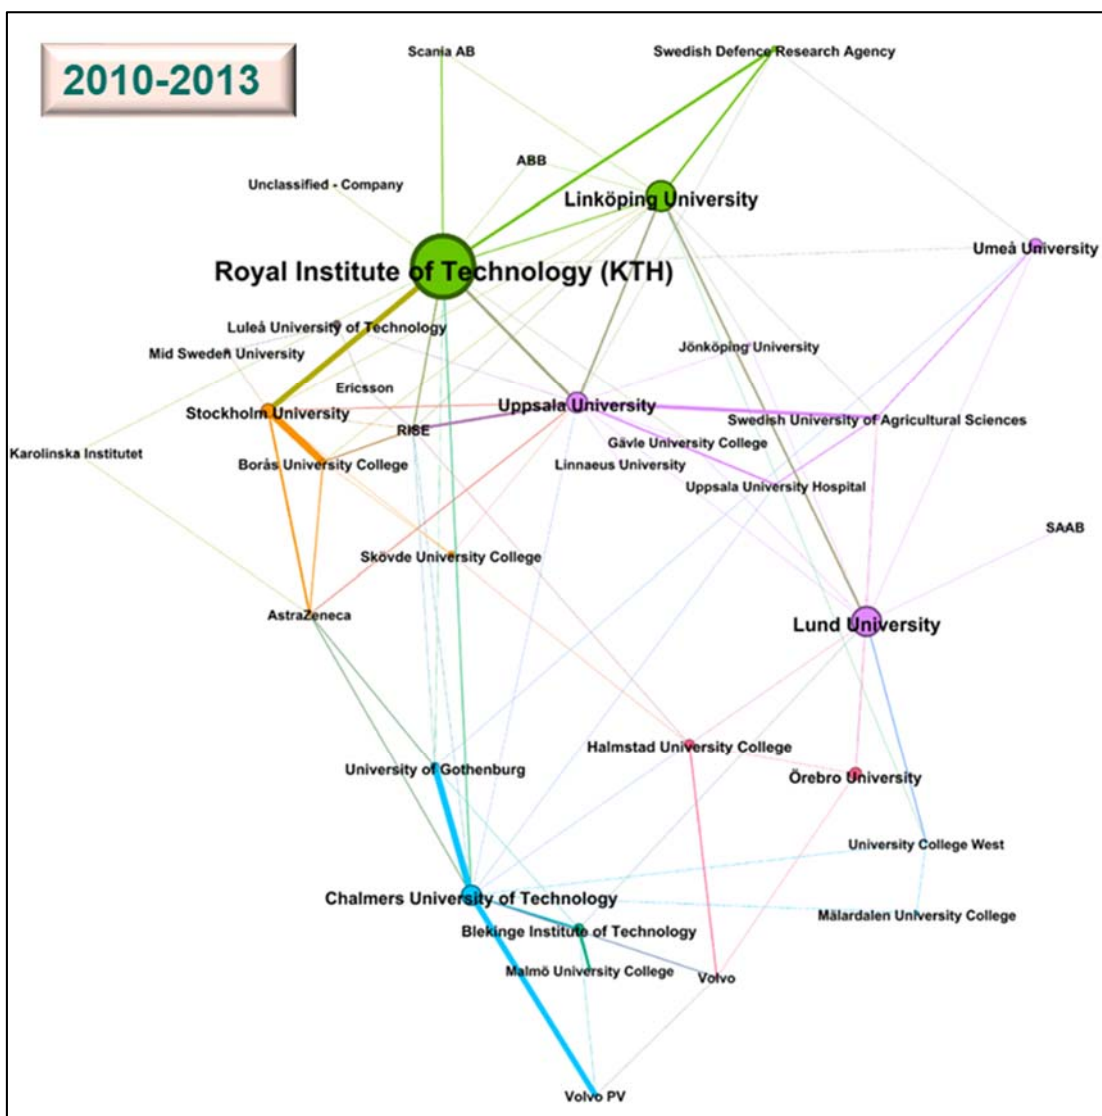 2010-2013
Scania AB
Swedish Defence Research Agency
ABB
Unclassified - Company
Linköping University
Umeå University
Royal Institute of Technology (KTH)
Luleå University of Technology
Mid Sweden University
Jönköping University
Ericsson
Stockholm University
Uppsala University
Swedish University of Agricultural Sciences
RISE
Gävle University College
Karolinska Institutet
Borås University College
Linnaeus University
Uppsala University Hospital
SAAB
Skövde University College
AstraZeneca
Lund University
Halmstad University College
University of Gothenburg
Örebro University
University College West
Chalmers University of Technology
Mälardalen University College
Blekinge Institute of Technology
Malmö University College
Volvo
Volvo PV